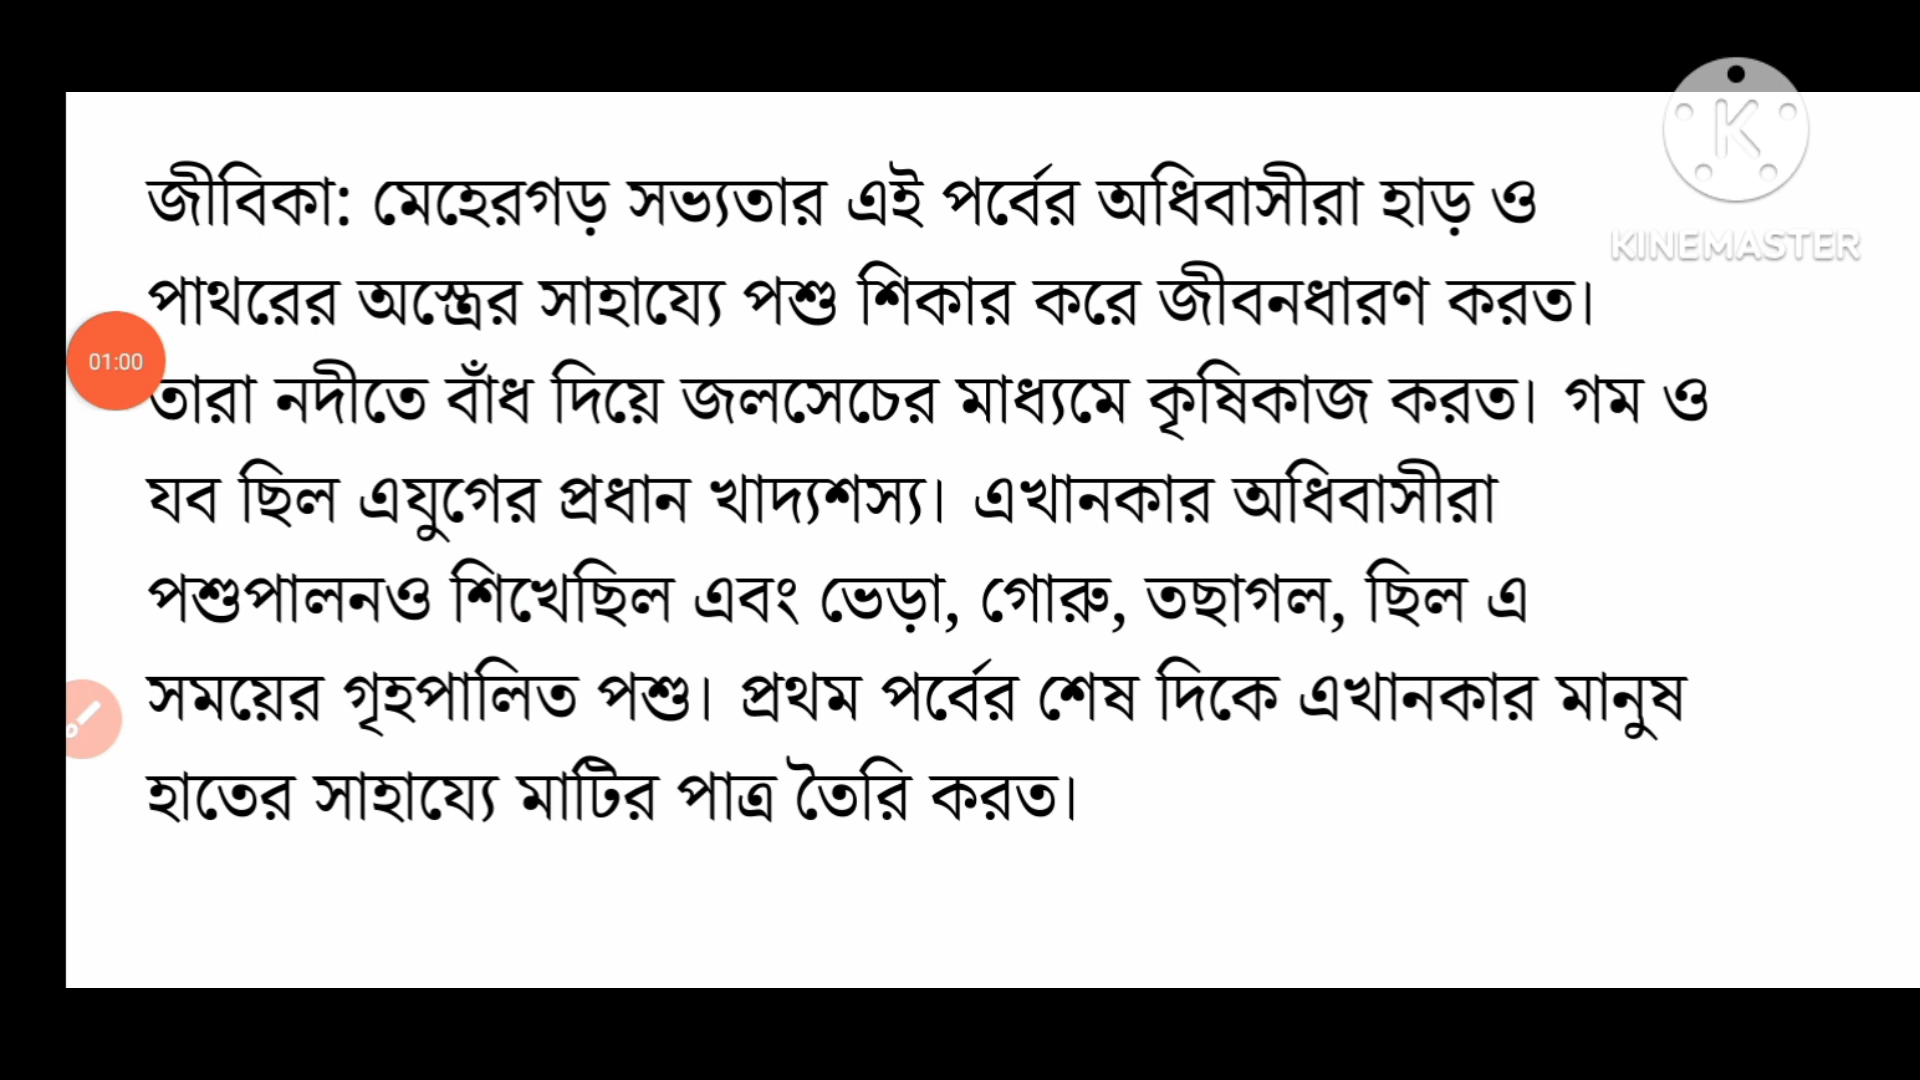 জীবিকা: মেহেরগড় সভ্যতার এই পর্বের অধিবাসীরা হাড় ও
পাথরের অস্ত্রের সাহায্যে পশু শিকার করে জীবনধারণ করত।
তারা নদীতে বাঁধ দিয়ে জলসেচের মাধ্যমে কৃষিকাজ করত। গম ও
যব ছিল এযুগের প্রধান খাদ্যশস্য। এখানকার অধিবাসীরা
পশুপালনও শিখেছিল এবং ভেড়া, গোরু, তছাগল, ছিল এ
সময়ের গৃহপালিত পশু। প্রথম পর্বের শেষ দিকে এখানকার মানুষ
হাতের সাহায্যে মাটির পাত্র তৈরি করত।
01:00
K
KINEMASTER